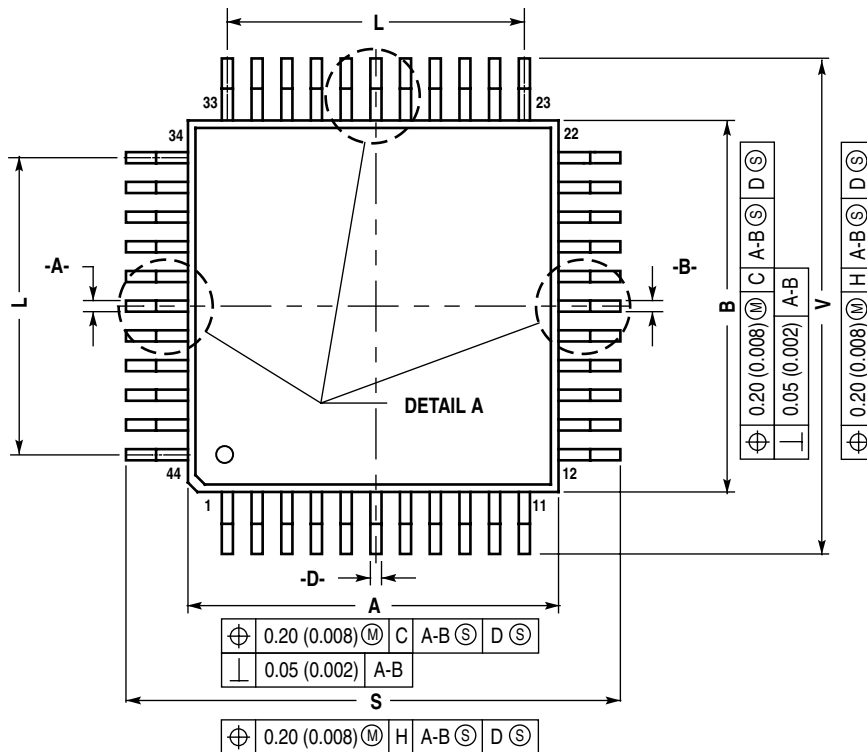 L
33
23
34
22
-A-
-B-
L
B
V
⌖ 0.20 (0.008) Ⓜ C A-B Ⓢ D Ⓢ
⊥ 0.05 (0.002) A-B
⌖ 0.20 (0.008) Ⓜ H A-B Ⓢ D Ⓢ
DETAIL A
44
12
1
11
-D-
A
⌖ 0.20 (0.008) Ⓜ C A-B Ⓢ D Ⓢ
⊥ 0.05 (0.002) A-B
S
⌖ 0.20 (0.008) Ⓜ H A-B Ⓢ D Ⓢ